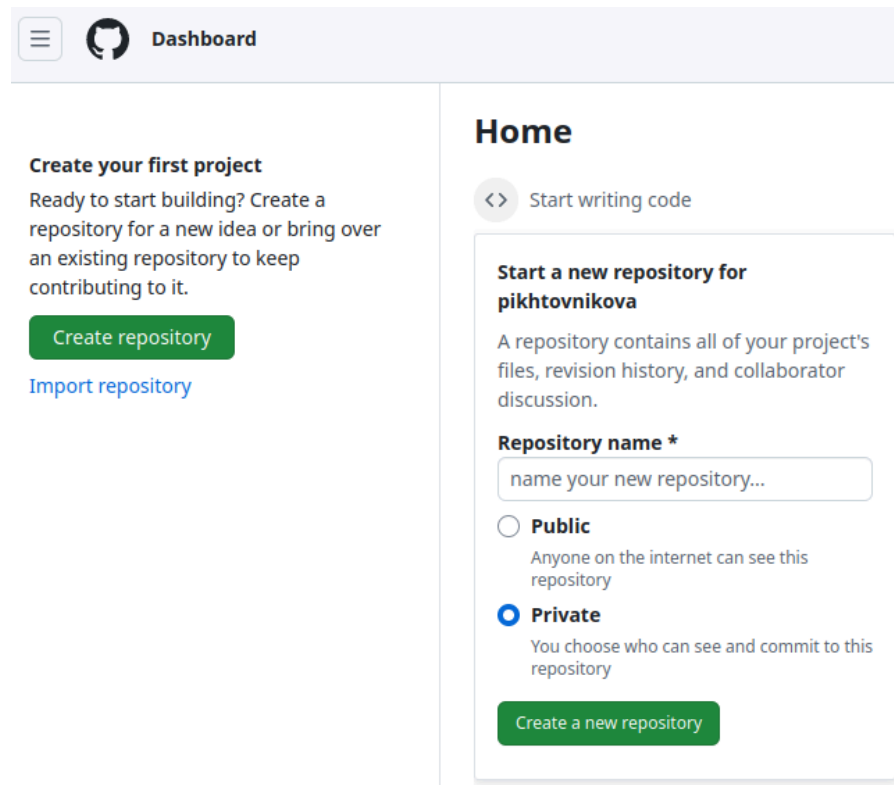 Dashboard
Create your first project
Ready to start building? Create a
repository for a new idea or bring over
an existing repository to keep
contributing to it.
Create repository
Import repository
Home
Start writing code
Start a new repository for
pikhtovnikova
A repository contains all of your project's
files, revision history, and collaborator
discussion.
Repository name *
name your new repository...
Public
Anyone on the internet can see this
repository
Private
You choose who can see and commit to this
repository
Create a new repository